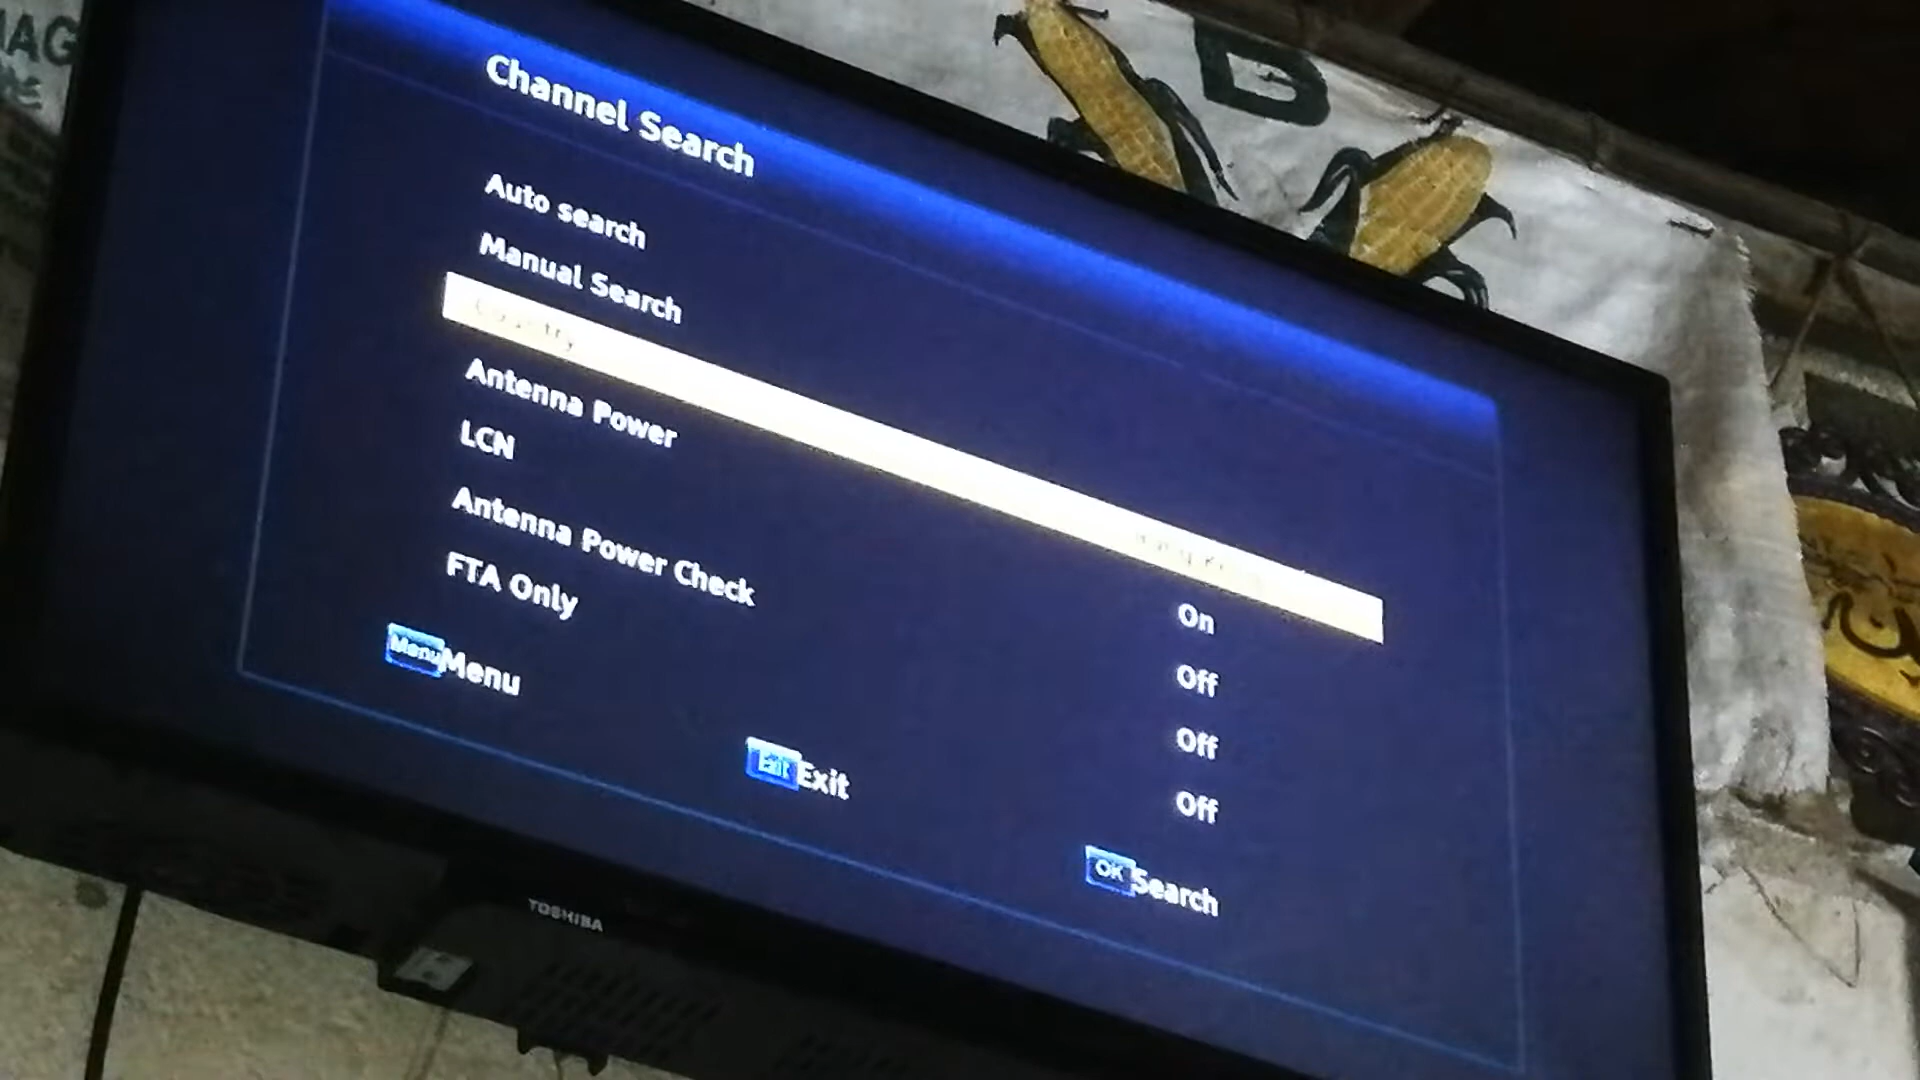 Channel Search
Auto search
Manual Search
Country
Antenna Power On
LCN Off
Antenna Power Check Off
FTA Only Off
Menu Menu
Exit Exit
OK Search
TOSHIBA
B